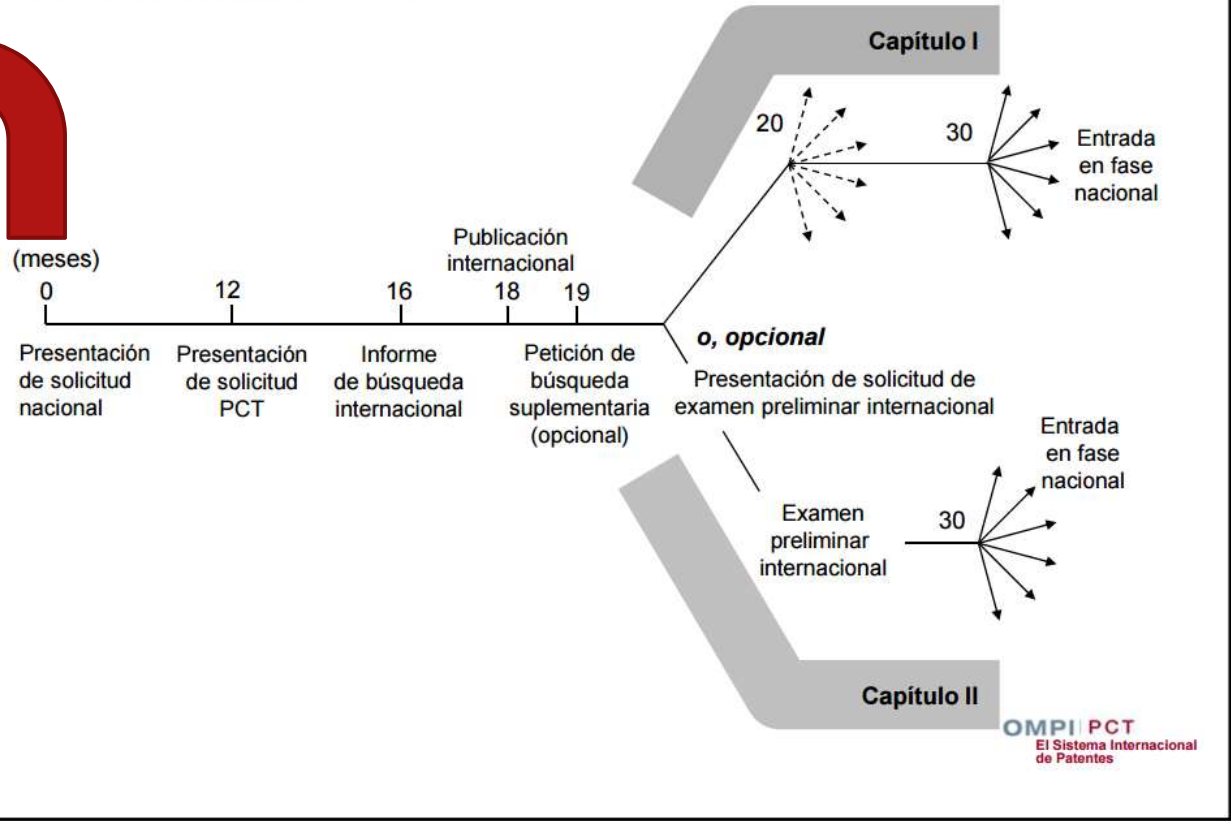 Capítulo I
20
30
Entrada
en fase
nacional
(meses)
Publicación
internacional
0
12
16
18
19
Presentación
de solicitud
nacional
Presentación
de solicitud
PCT
Informe
de búsqueda
internacional
Petición de
búsqueda
suplementaria
(opcional)
o, opcional
Presentación de solicitud de
examen preliminar internacional
Examen
preliminar
internacional
30
Entrada
en fase
nacional
Capítulo II
OMPI PCT
El Sistema Internacional
de Patentes